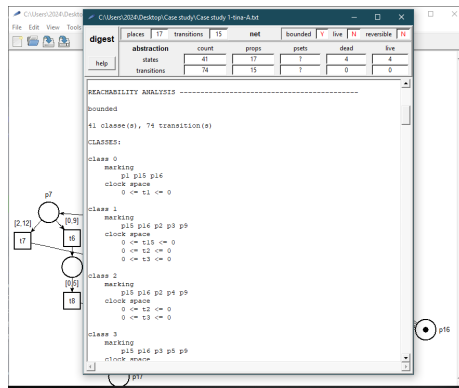 C:\Users\2024\Deskto
C:\Users\2024\Desktop\Case study\Case study 1-tina-A.txt
File Edit View Tools
digest
places 17 transitions 15 net bounded Y live N reversible N
abstraction count props psets dead live
help
states 41 17 ? 4 4
transitions 74 15 ? 0 0
REACHABILITY ANALYSIS -------------------------------------------
bounded
41 classe(s), 74 transition(s)
CLASSES:
class 0
marking
p1 p15 p16
clock space
0 <= t1 <= 0
class 1
marking
p15 p16 p2 p3 p9
clock space
0 <= t15 <= 0
0 <= t2 <= 0
0 <= t3 <= 0
class 2
marking
p15 p16 p2 p4 p9
clock space
0 <= t2 <= 0
0 <= t3 <= 0
class 3
marking
p15 p16 p3 p5 p9
clock space
p7
[2,12]
[0,9]
t7
t6
[0,5]
t8
p16
p17